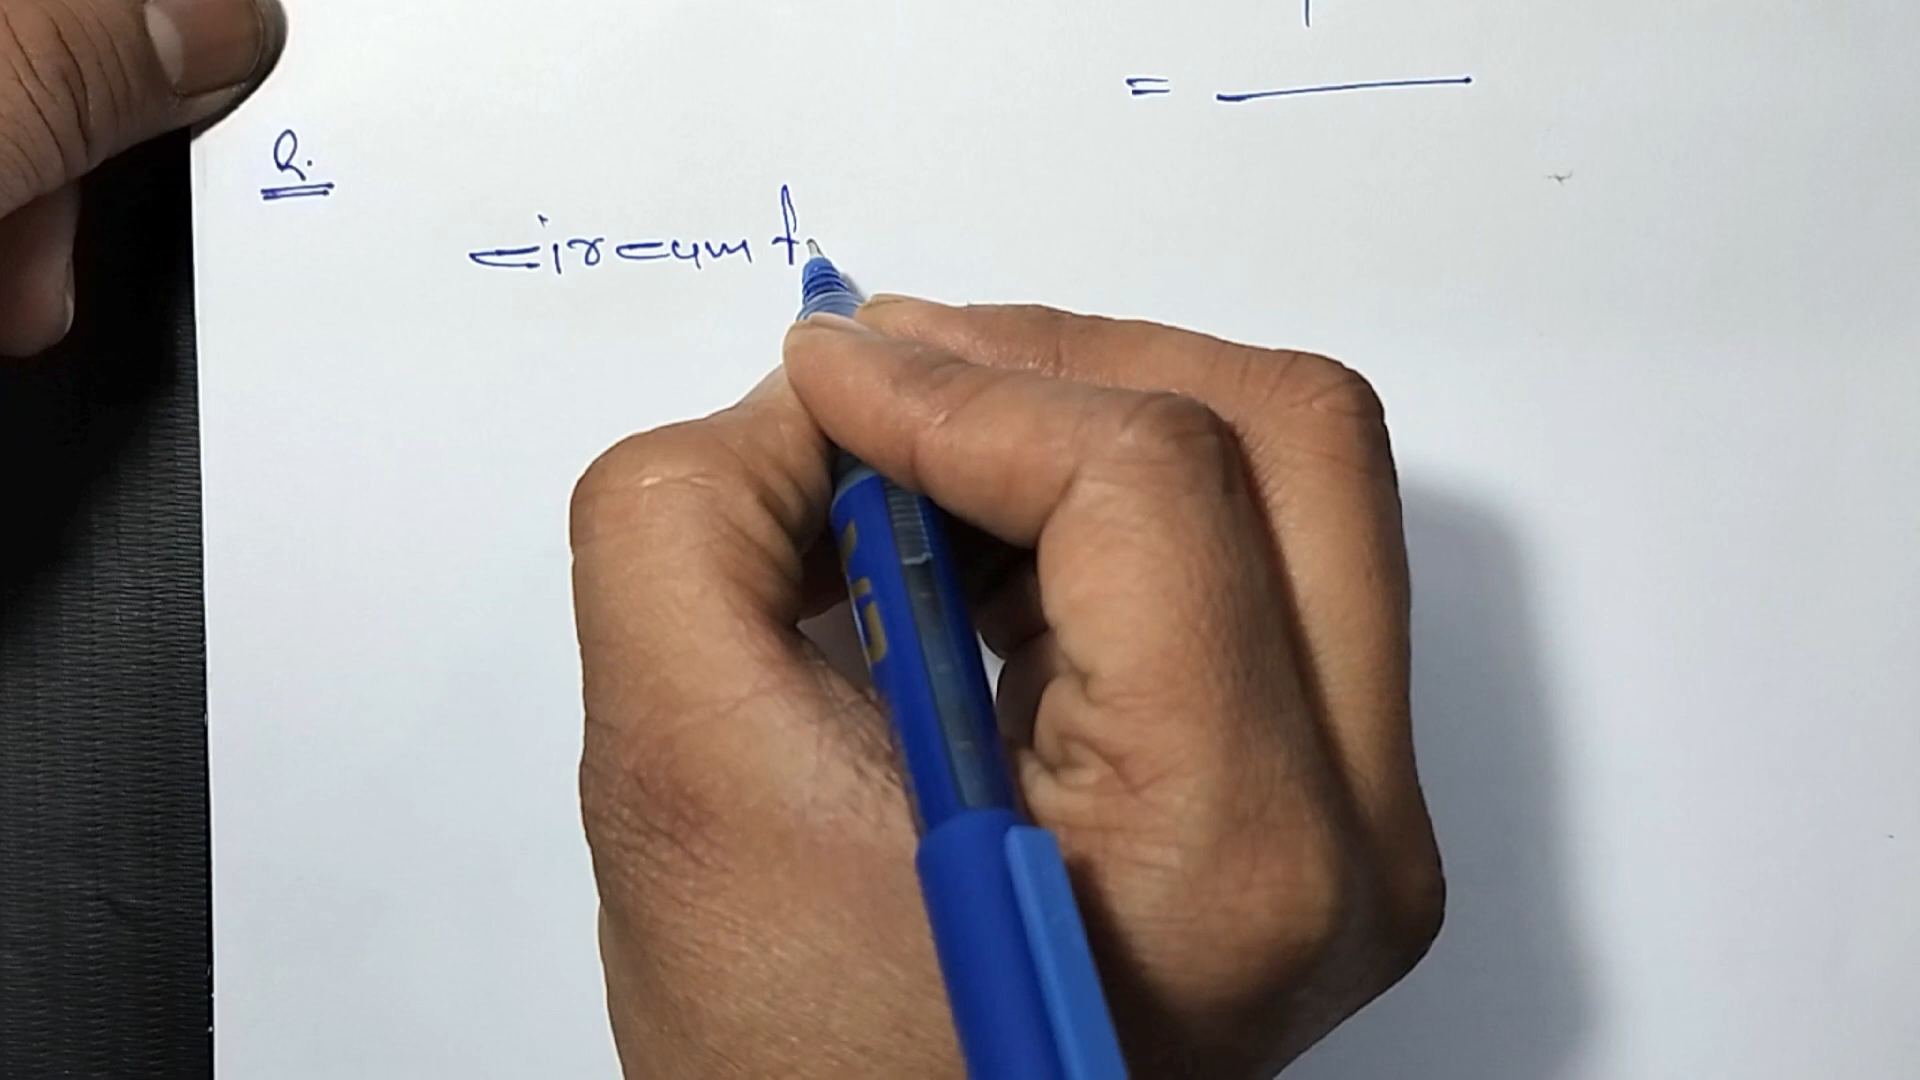 =
Q.
circumf